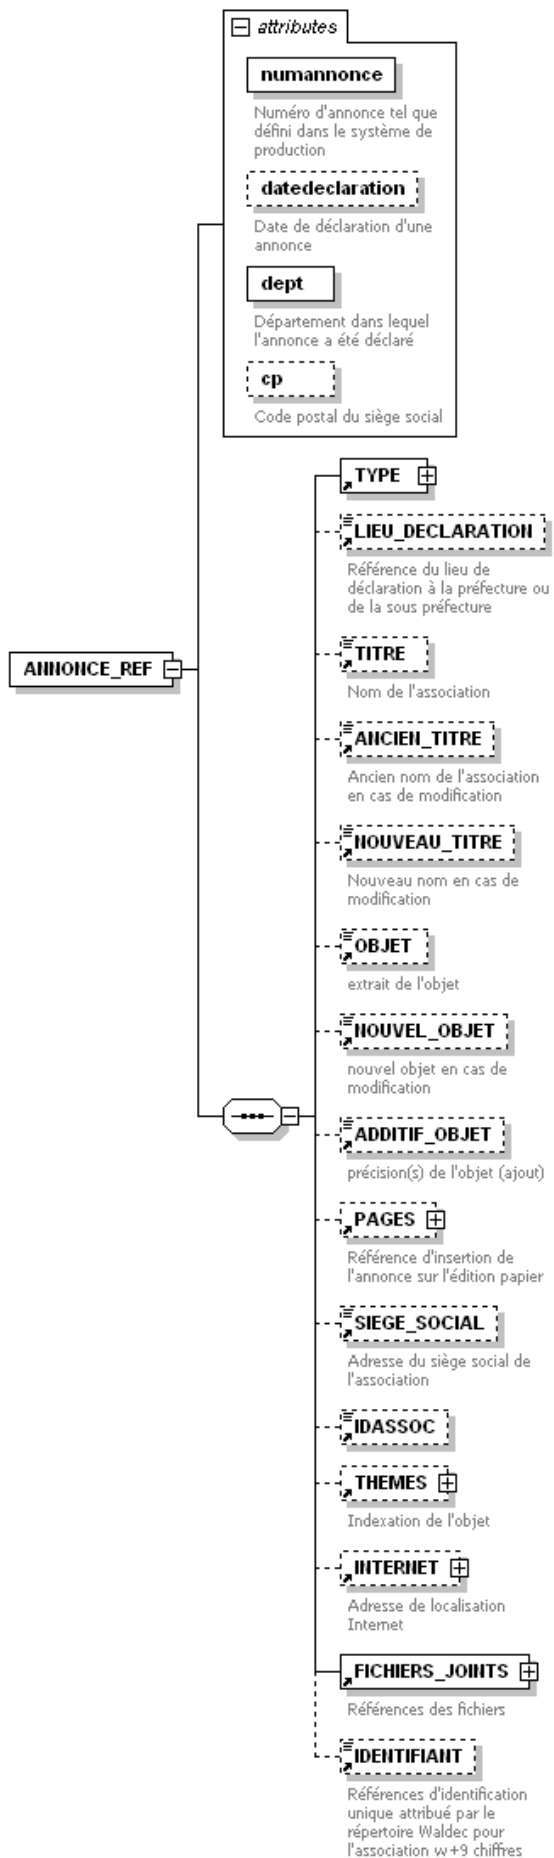 attributes
numannonce
Numéro d'annonce tel que
défini dans le système de
production
datedeclaration
Date de déclaration d'une
annonce
dept
Département dans lequel
l'annonce a été déclaré
cp
Code postal du siège social
ANNONCE_REF
TYPE
LIEU_DECLARATION
Référence du lieu de
déclaration à la préfecture ou
de la sous préfecture
TITRE
Nom de l'association
ANCIEN_TITRE
Ancien nom de l'association
en cas de modification
NOUVEAU_TITRE
Nouveau nom en cas de
modification
OBJET
extrait de l'objet
NOUVEL_OBJET
nouvel objet en cas de
modification
ADDITIF_OBJET
précision(s) de l'objet (ajout)
PAGES
Référence d'insertion de
l'annonce sur l'édition papier
SIEGE_SOCIAL
Adresse du siège social de
l'association
IDASSOC
THEMES
Indexation de l'objet
INTERNET
Adresse de localisation
Internet
FICHIERS_JOINTS
Références des fichiers
IDENTIFIANT
Références d'identification
unique attribué par le
répertoire Waldec pour
l'association w+9 chiffres